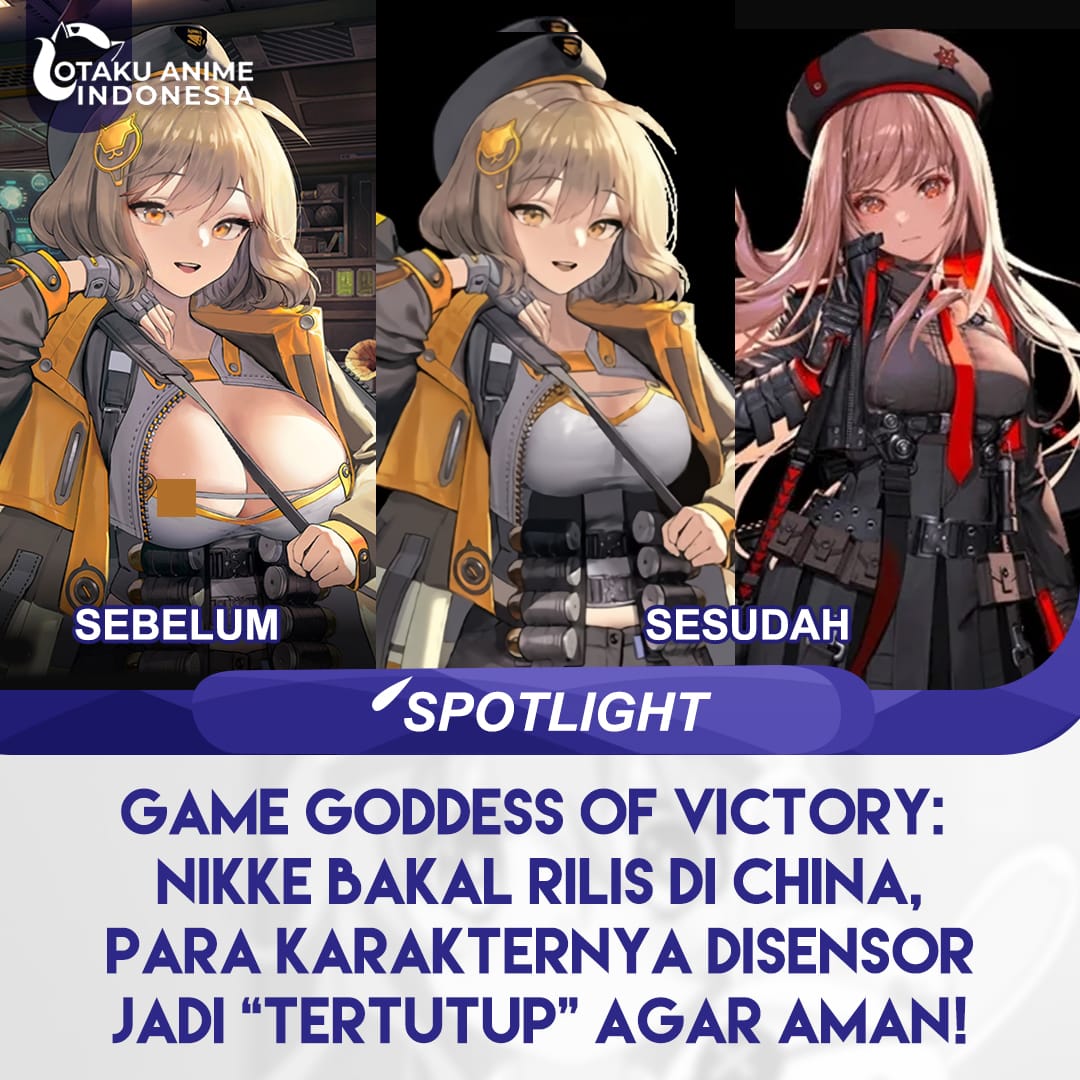 OTAKU ANIME
INDONESIA
SEBELUM
SESUDAH
SPOTLIGHT
GAME GODDESS OF VICTORY:
NIKKE BAKAL RILIS DI CHINA,
PARA KARAKTERNYA DISENSOR
JADI “TERTUTUP” AGAR AMAN!